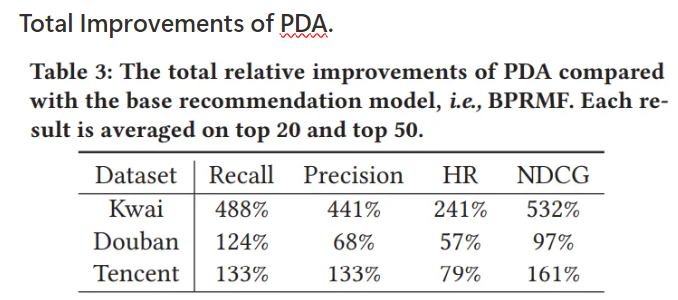 Total Improvements of PDA.
Table 3: The total relative improvements of PDA compared
with the base recommendation model, i.e., BPRMF. Each re-
sult is averaged on top 20 and top 50.
Dataset Recall Precision HR NDCG
Kwai 488% 441% 241% 532%
Douban 124% 68% 57% 97%
Tencent 133% 133% 79% 161%